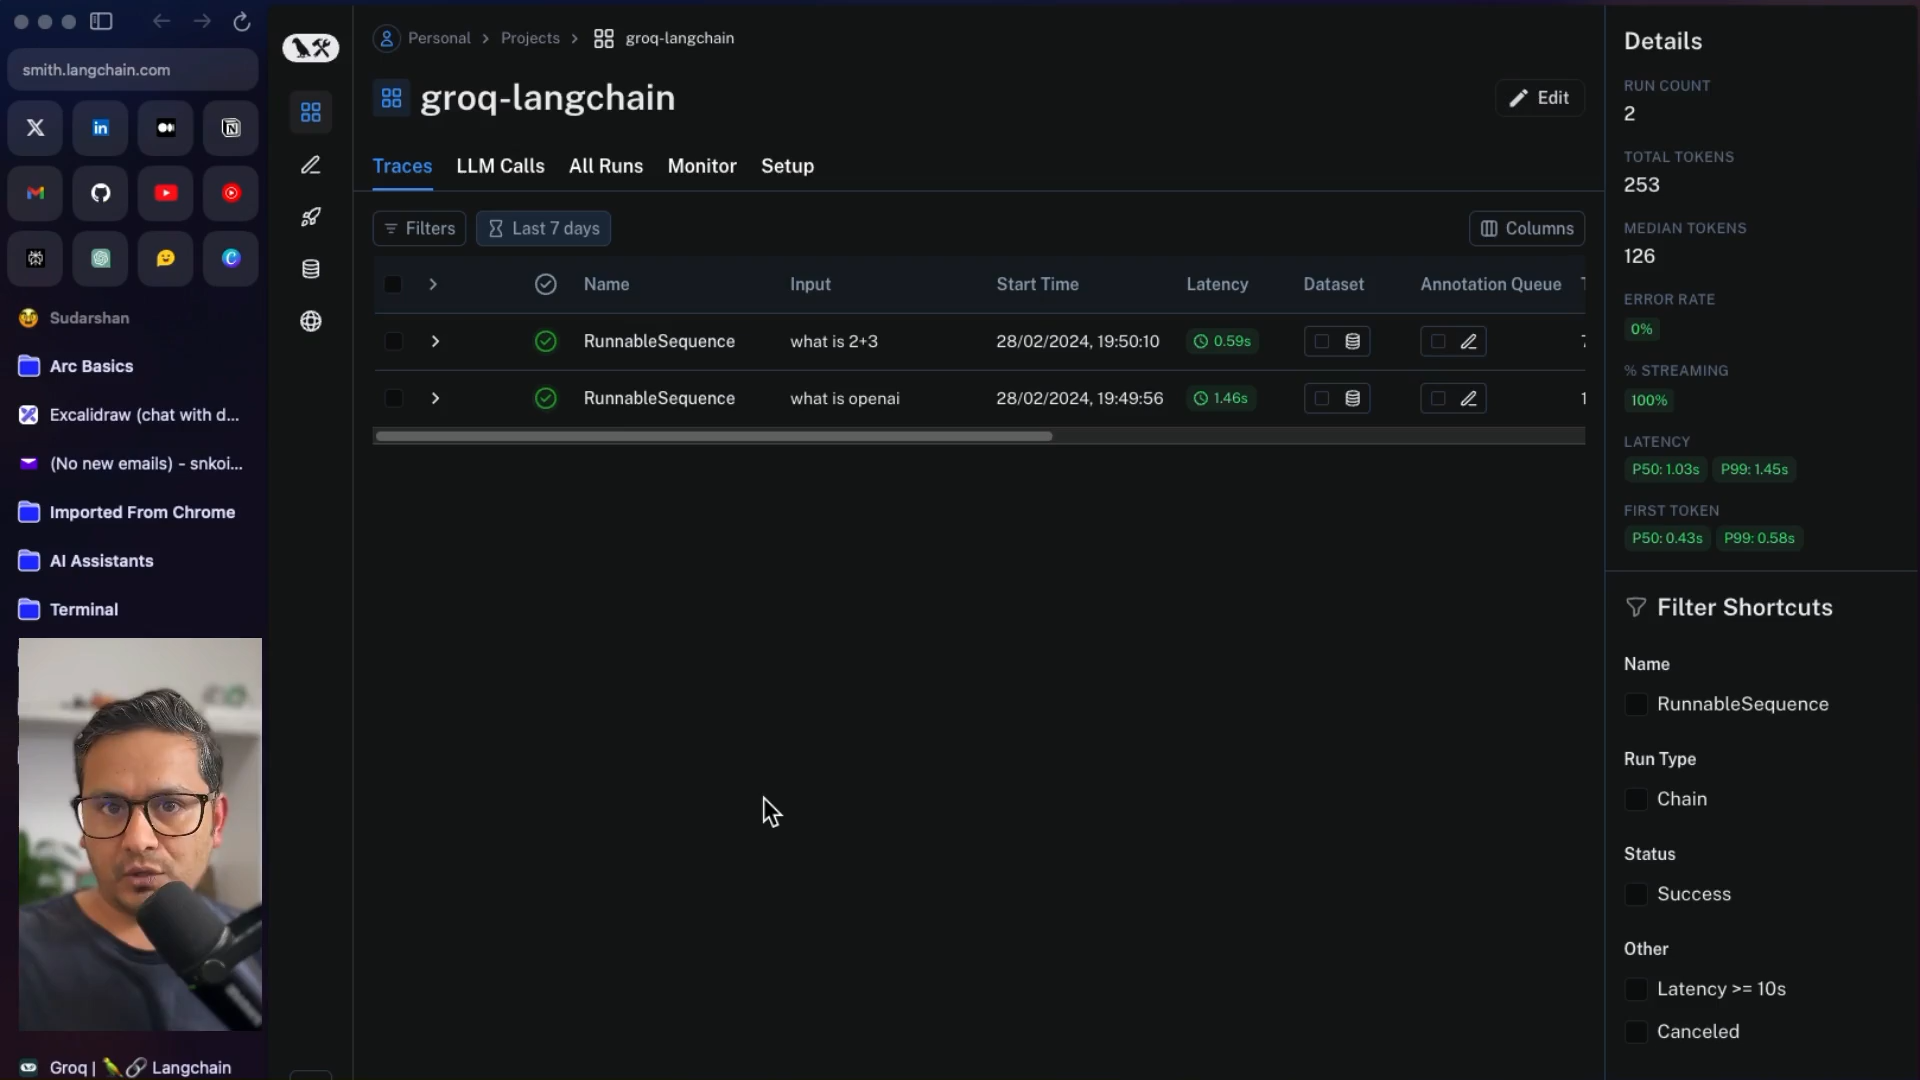 smith.langchain.com
Sudarshan
Arc Basics
Excalidraw (chat with d...
(No new emails) - snkoi...
Imported From Chrome
AI Assistants
Terminal
Groq | Langchain
Personal > Projects > groq-langchain
groq-langchain
Edit
Traces LLM Calls All Runs Monitor Setup
Filters Last 7 days Columns
Name Input Start Time Latency Dataset Annotation Queue
RunnableSequence what is 2+3 28/02/2024, 19:50:10 0.59s
RunnableSequence what is openai 28/02/2024, 19:49:56 1.46s
Details
RUN COUNT
2
TOTAL TOKENS
253
MEDIAN TOKENS
126
ERROR RATE
0%
% STREAMING
100%
LATENCY
P50: 1.03s P99: 1.45s
FIRST TOKEN
P50: 0.43s P99: 0.58s
Filter Shortcuts
Name
RunnableSequence
Run Type
Chain
Status
Success
Other
Latency >= 10s
Canceled